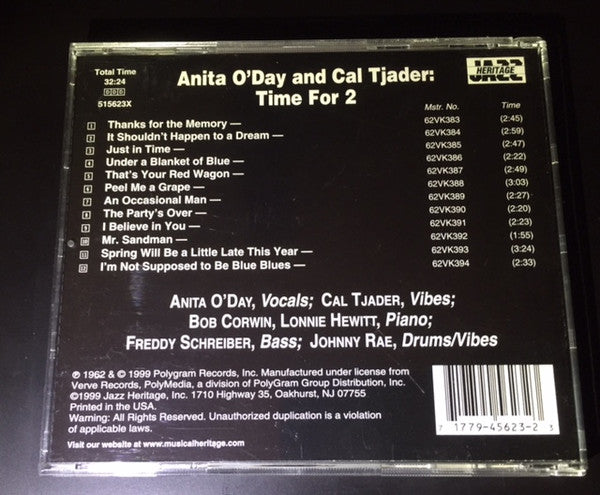 Total Time
32:24
DDD
515623X
Anita O'Day and Cal Tjader:
Time For 2
JAZZ
HERITAGE
Mstr. No. Time
1 Thanks for the Memory — 62VK383 (2:45)
2 It Shouldn't Happen to a Dream — 62VK384 (2:59)
3 Just in Time — 62VK385 (2:47)
4 Under a Blanket of Blue — 62VK386 (2:22)
5 That's Your Red Wagon — 62VK387 (2:49)
6 Peel Me a Grape — 62VK388 (3:03)
7 An Occasional Man — 62VK389 (2:27)
8 The Party's Over — 62VK390 (2:20)
9 I Believe in You — 62VK391 (2:23)
10 Mr. Sandman — 62VK392 (1:55)
11 Spring Will Be a Little Late This Year — 62VK393 (3:24)
12 I'm Not Supposed to Be Blue Blues — 62VK394 (2:33)
ANITA O'DAY, Vocals; CAL TJADER, Vibes;
BOB CORWIN, LONNIE HEWITT, Piano;
FREDDY SCHREIBER, Bass; JOHNNY RAE, Drums/Vibes
℗ 1962 & © 1999 Polygram Records, Inc. Manufactured under license from
Verve Records, PolyMedia, a division of PolyGram Group Distribution, Inc.
©1999 Jazz Heritage, Inc. 1710 Highway 35, Oakhurst, NJ 07755
Printed in the USA.
Warning: All Rights Reserved. Unauthorized duplication is a violation
of applicable laws.
Visit our website at www.musicalheritage.com
7 1779-45623-2 3